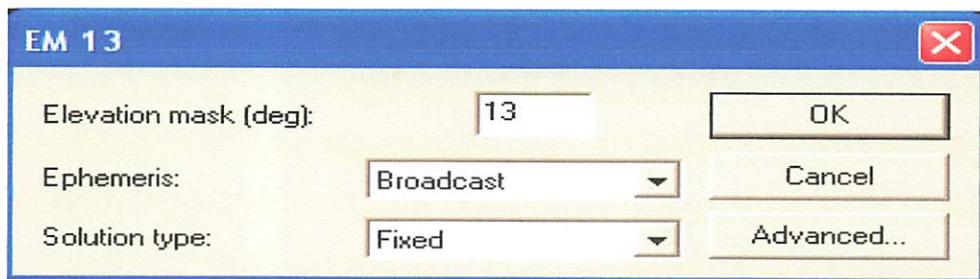 EM 13
Elevation mask (deg): 13 OK
Ephemeris: Broadcast Cancel
Solution type: Fixed Advanced...